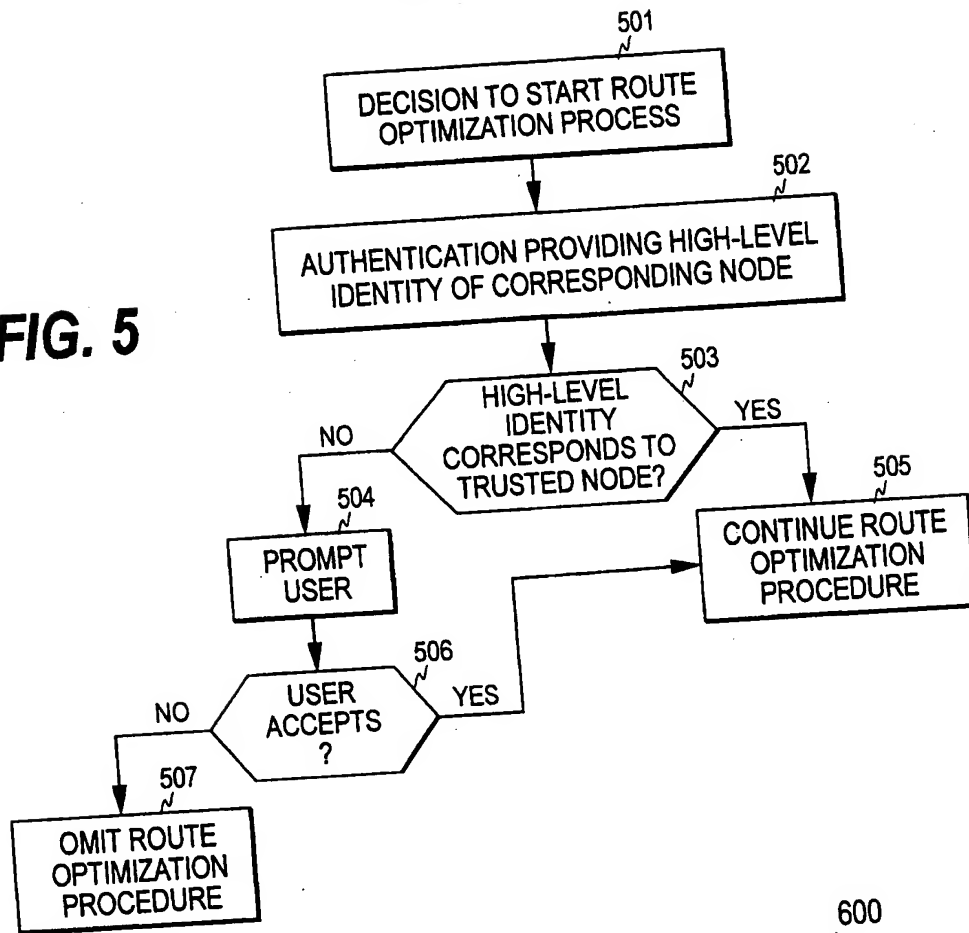 501
DECISION TO START ROUTE
OPTIMIZATION PROCESS
502
AUTHENTICATION PROVIDING HIGH-LEVEL
IDENTITY OF CORRESPONDING NODE
FIG. 5
503
HIGH-LEVEL
IDENTITY
CORRESPONDS TO
TRUSTED NODE?
NO
YES
504
PROMPT
USER
505
CONTINUE ROUTE
OPTIMIZATION
PROCEDURE
506
USER
ACCEPTS
?
NO
YES
507
OMIT ROUTE
OPTIMIZATION
PROCEDURE
600